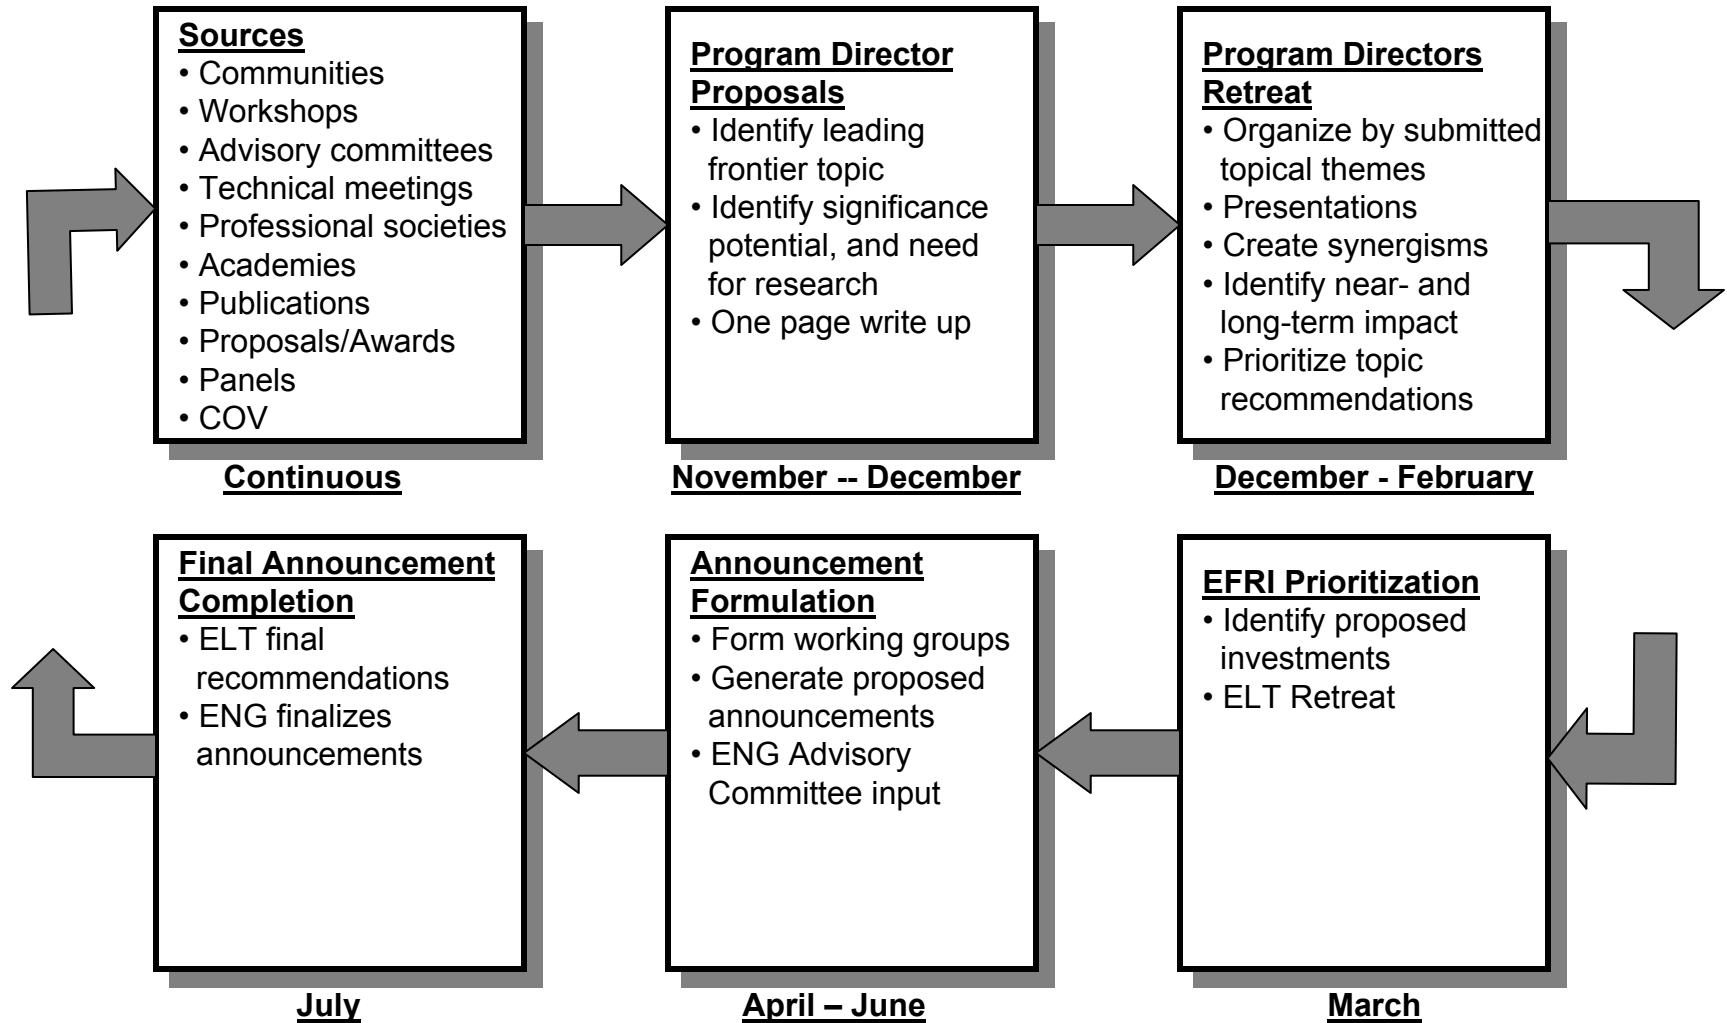 Sources
• Communities
• Workshops
• Advisory committees
• Technical meetings
• Professional societies
• Academies
• Publications
• Proposals/Awards
• Panels
• COV
Continuous
Program Director
Proposals
• Identify leading
frontier topic
• Identify significance
potential, and need
for research
• One page write up
November -- December
Program Directors
Retreat
• Organize by submitted
topical themes
• Presentations
• Create synergisms
• Identify near- and
long-term impact
• Prioritize topic
recommendations
December - February
Final Announcement
Completion
• ELT final
recommendations
• ENG finalizes
announcements
July
Announcement
Formulation
• Form working groups
• Generate proposed
announcements
• ENG Advisory
Committee input
April – June
EFRI Prioritization
• Identify proposed
investments
• ELT Retreat
March